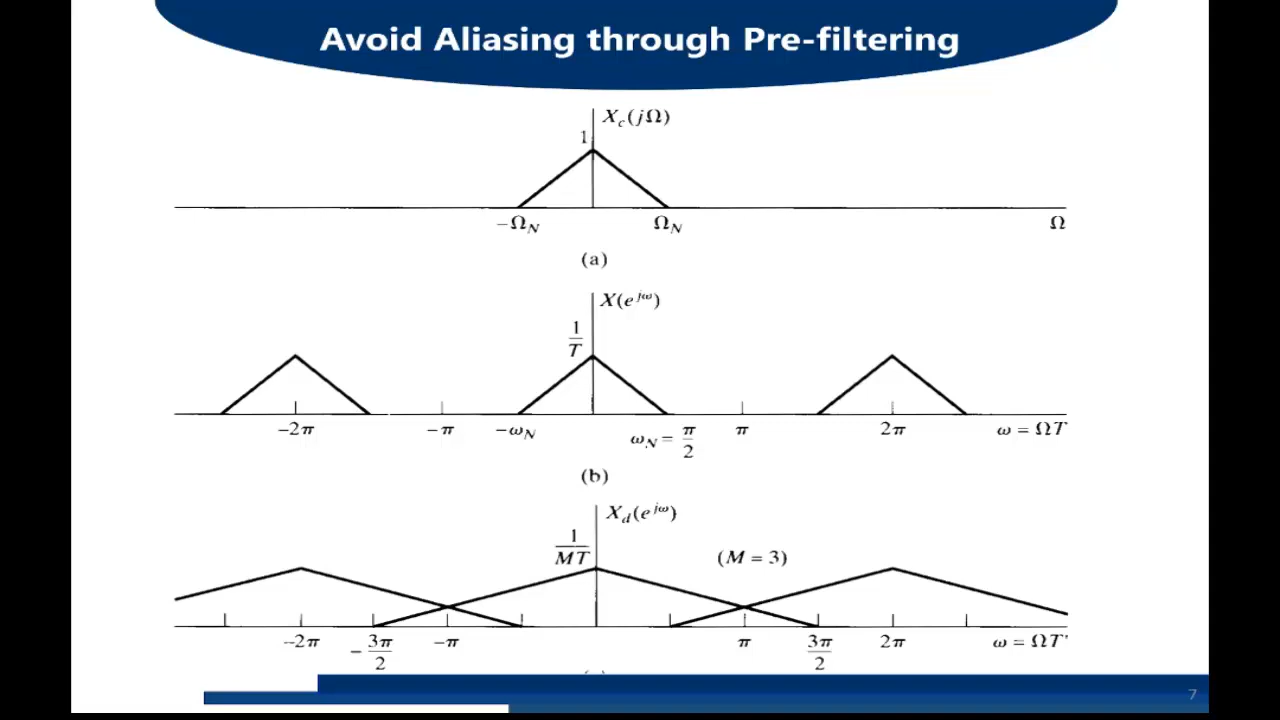 Avoid Aliasing through Pre-filtering
X_c(jΩ)
1
−Ω_N
Ω_N
Ω
(a)
X(e^{jω})
1/T
−2π
−π
−ω_N
ω_N = π/2
π
2π
ω = ΩT
(b)
X_d(e^{jω})
1/MT
(M = 3)
−2π
−3π/2
−π
π
3π/2
2π
ω = ΩT'
7